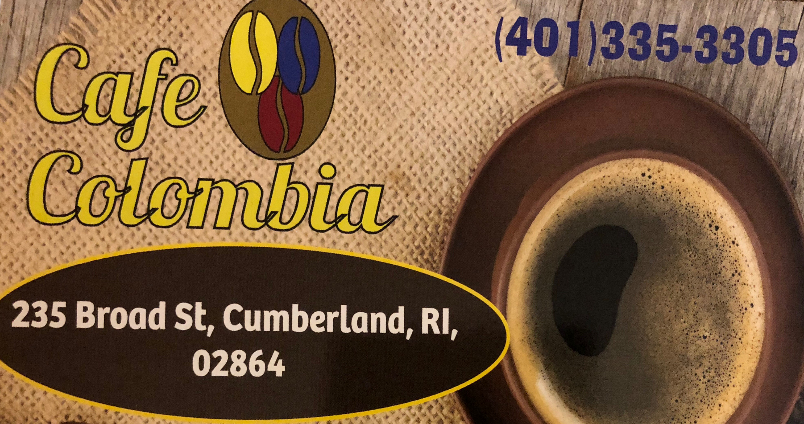 Cafe
Colombia
(401)335-3305
235 Broad St, Cumberland, RI,
02864